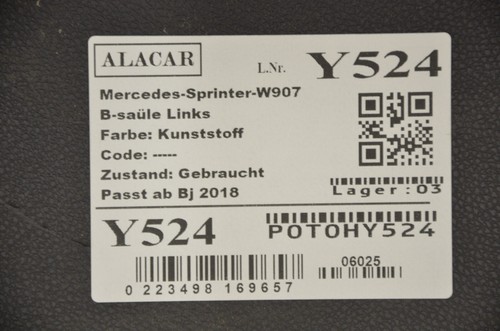 ALACAR
L.Nr. Y524
Mercedes-Sprinter-W907
B-saüle Links
Farbe: Kunststoff
Code: -----
Zustand: Gebraucht
Passt ab Bj 2018
Lager:03
Y524
POTOHY524
06025
0 223498 169657